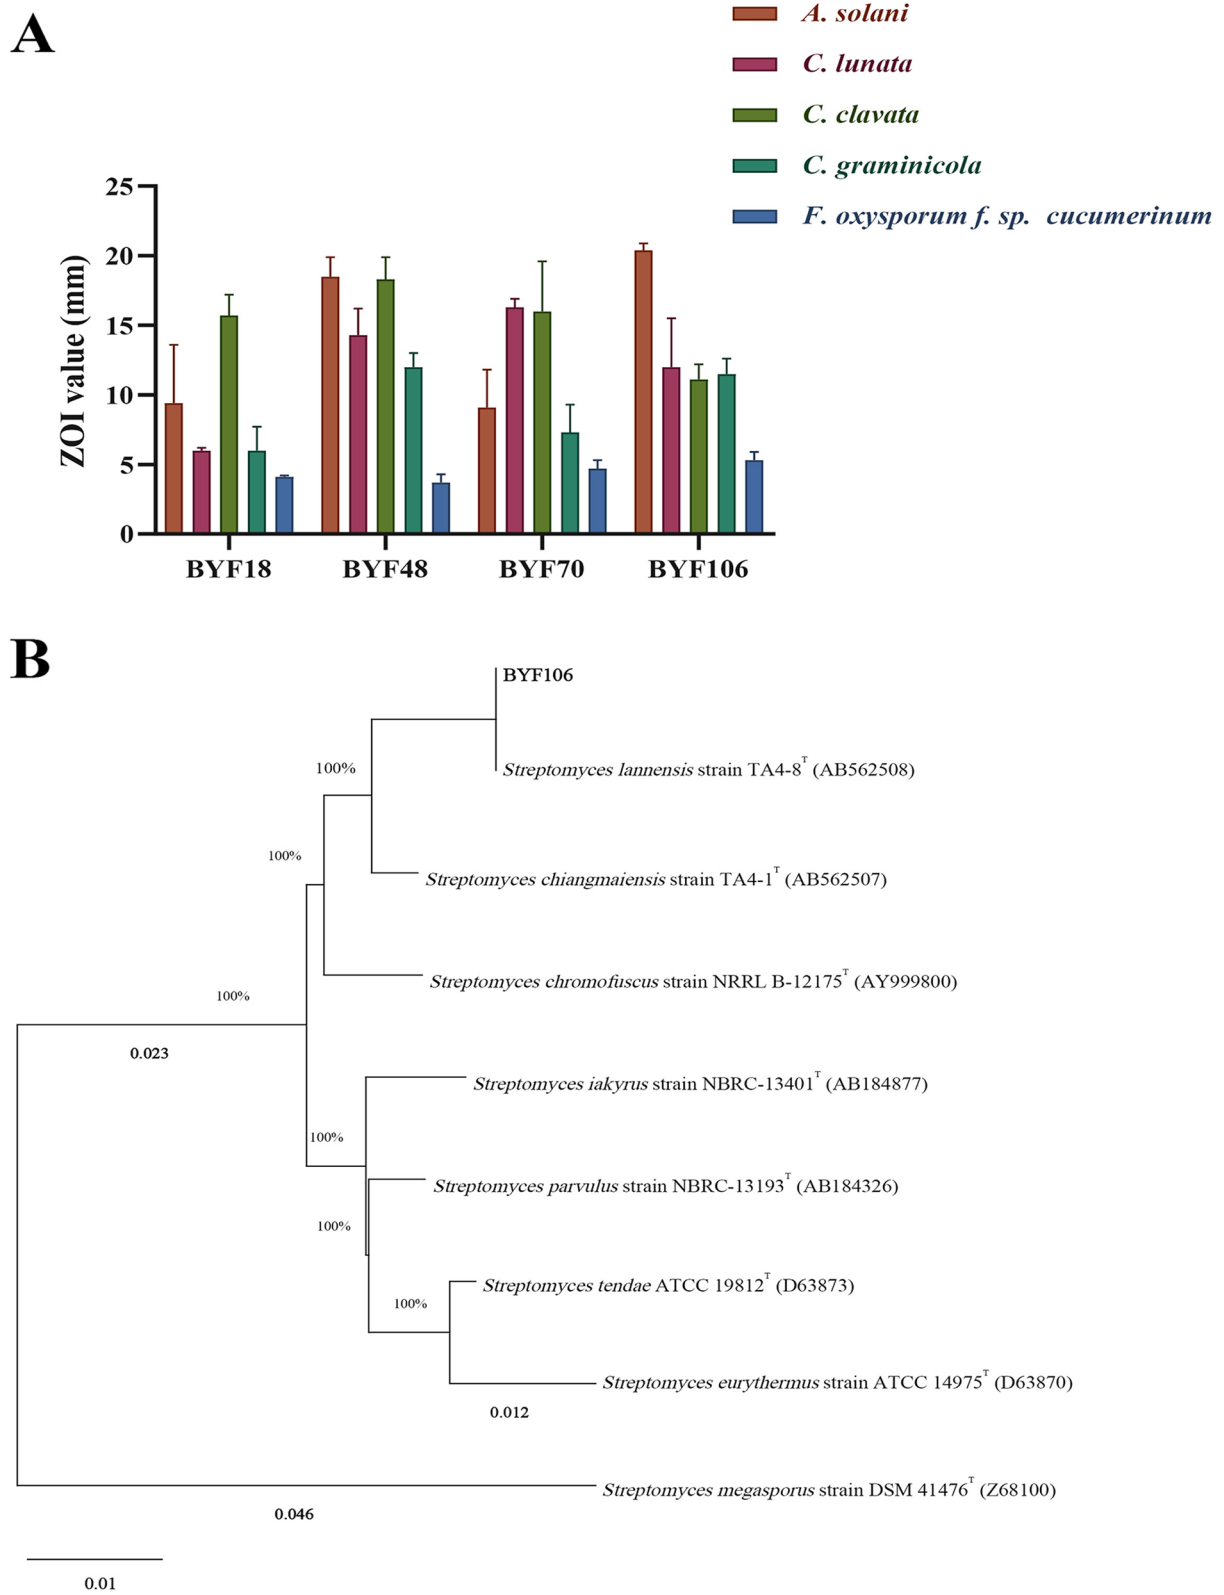 A
A. solani
C. lunata
C. clavata
C. graminicola
F. oxysporum f. sp. cucumerinum
ZOI value (mm)
25
20
15
10
5
0
BYF18 BYF48 BYF70 BYF106
B
BYF106
100%
Streptomyces lannensis strain TA4-8T (AB562508)
100%
Streptomyces chiangmaiensis strain TA4-1T (AB562507)
Streptomyces chromofuscus strain NRRL B-12175T (AY999800)
100%
0.023
Streptomyces iakyrus strain NBRC-13401T (AB184877)
100%
Streptomyces parvulus strain NBRC-13193T (AB184326)
100%
Streptomyces tendae ATCC 19812T (D63873)
100%
Streptomyces eurythermus strain ATCC 14975T (D63870)
0.012
Streptomyces megasporus strain DSM 41476T (Z68100)
0.046
0.01